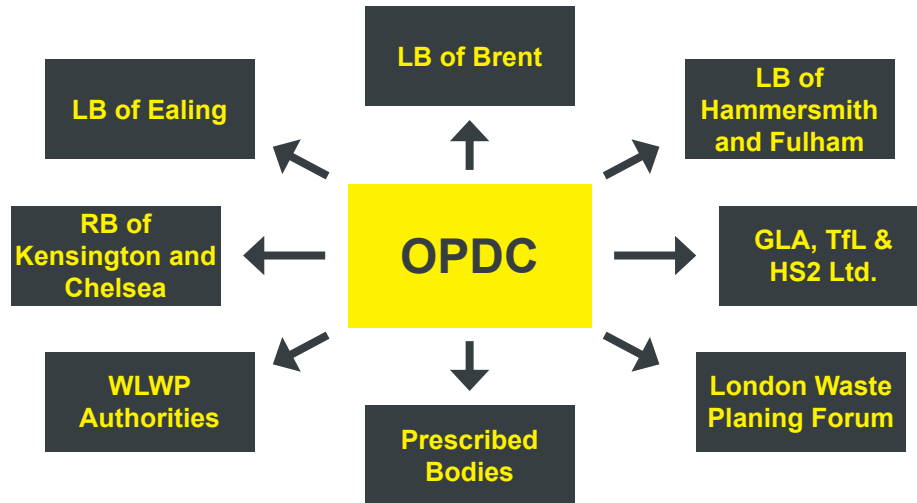 LB of Brent
LB of Ealing
LB of
Hammersmith
and Fulham
RB of
Kensington and
Chelsea
OPDC
GLA, TfL &
HS2 Ltd.
WLWP
Authorities
London Waste
Planing Forum
Prescribed
Bodies